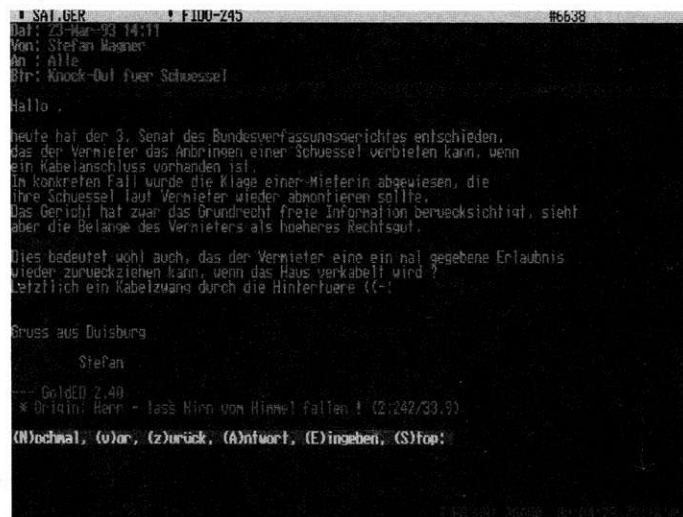 SAT.GER ! FIDO-245 #6638
Dat: 23-Mar-93 14:11
Von: Stefan Wagner
An : Alle
Btr: Knock-Out fuer Schuessel
Hallo .
heute hat der 3. Senat des Bundesverfassungsgerichtes entschieden,
das der Vermieter das Anbringen einer Schuessel verbieten kann, wenn
ein Kabelanschluss vorhanden ist.
Im konkreten Fall wurde die Klage einer Mieterin abgewiesen, die
ihre Schuessel laut Vermieter wieder abmontieren sollte.
Das Gericht hat zwar das Grundrecht freie Information beruecksichtigt, sieht
aber die Belange des Vermieters als hoeheres Rechtsgut.
Dies bedeutet wohl auch, das der Vermieter eine ein mal gegebene Erlaubnis
wieder zurueckziehen kann, wenn das Haus verkabelt wird ?
Letztlich ein Kabelzwang durch die Hintertuere ((-:
Gruss aus Duisburg
Stefan
--- GoldED 2.40
* Origin: Herr - lass Hirn vom Himmel fallen ! (2:242/33.9)
(N)ochmal, (v)or, (z)urück, (A)ntwort, (E)ingeben, (S)top: